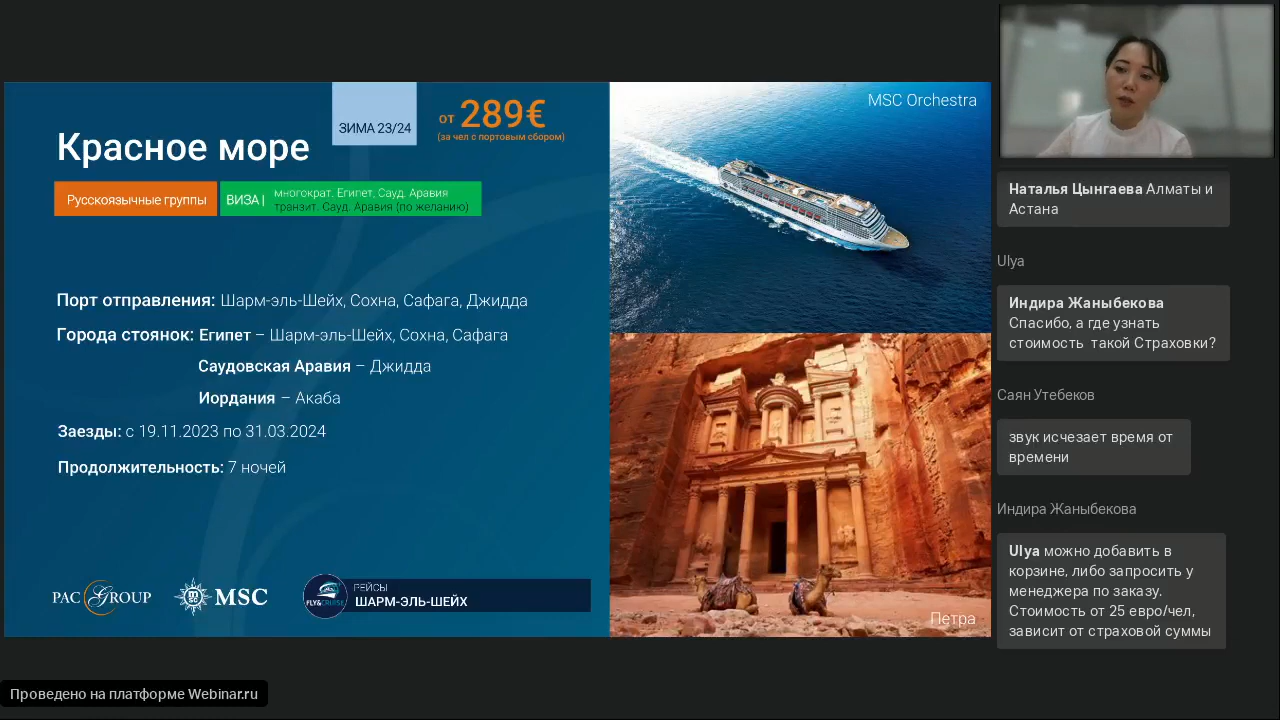 Красное море
ЗИМА 23/24
от 289€
(за чел с портовым сбором)
Русскоязычные группы
ВИЗА |
многократ. Египет, Сауд. Аравия
транзит. Сауд. Аравия (по желанию)
Порт отправления: Шарм-эль-Шейх, Сохна, Сафага, Джидда
Города стоянок: Египет – Шарм-эль-Шейх, Сохна, Сафага
Саудовская Аравия – Джидда
Иордания – Акаба
Заезды: с 19.11.2023 по 31.03.2024
Продолжительность: 7 ночей
PAC GROUP
MSC
FLY&CRUISE
РЕЙСЫ
ШАРМ-ЭЛЬ-ШЕЙХ
MSC Orchestra
Петра
Наталья Цынгаева Алматы и
Астана
Ulya
Индира Жаныбекова
Спасибо, а где узнать
стоимость такой Страховки?
Саян Утебеков
звук исчезает время от
времени
Индира Жаныбекова
Ulya можно добавить в
корзине, либо запросить у
менеджера по заказу.
Стоимость от 25 евро/чел,
зависит от страховой суммы
Проведено на платформе Webinar.ru